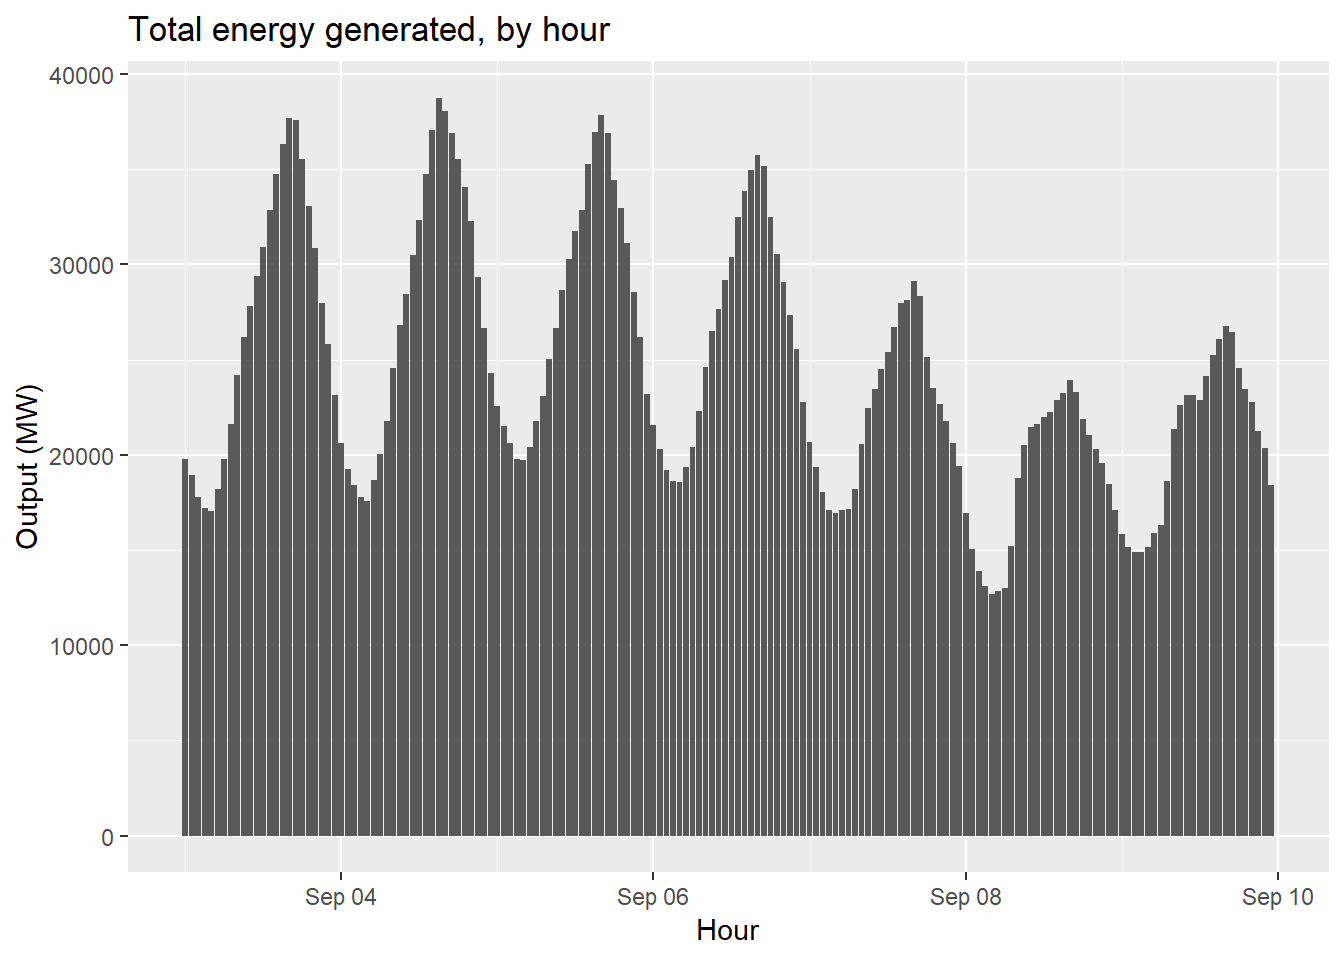 Total energy generated, by hour
40000
30000
20000
10000
0
Output (MW)
Sep 04 Sep 06 Sep 08 Sep 10
Hour